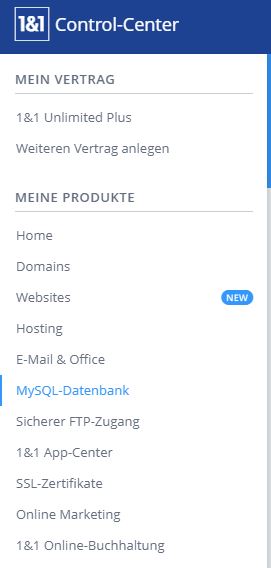 1&1 Control-Center
MEIN VERTRAG
1&1 Unlimited Plus
Weiteren Vertrag anlegen
MEINE PRODUKTE
Home
Domains
Websites NEW
Hosting
E-Mail & Office
MySQL-Datenbank
Sicherer FTP-Zugang
1&1 App-Center
SSL-Zertifikate
Online Marketing
1&1 Online-Buchhaltung